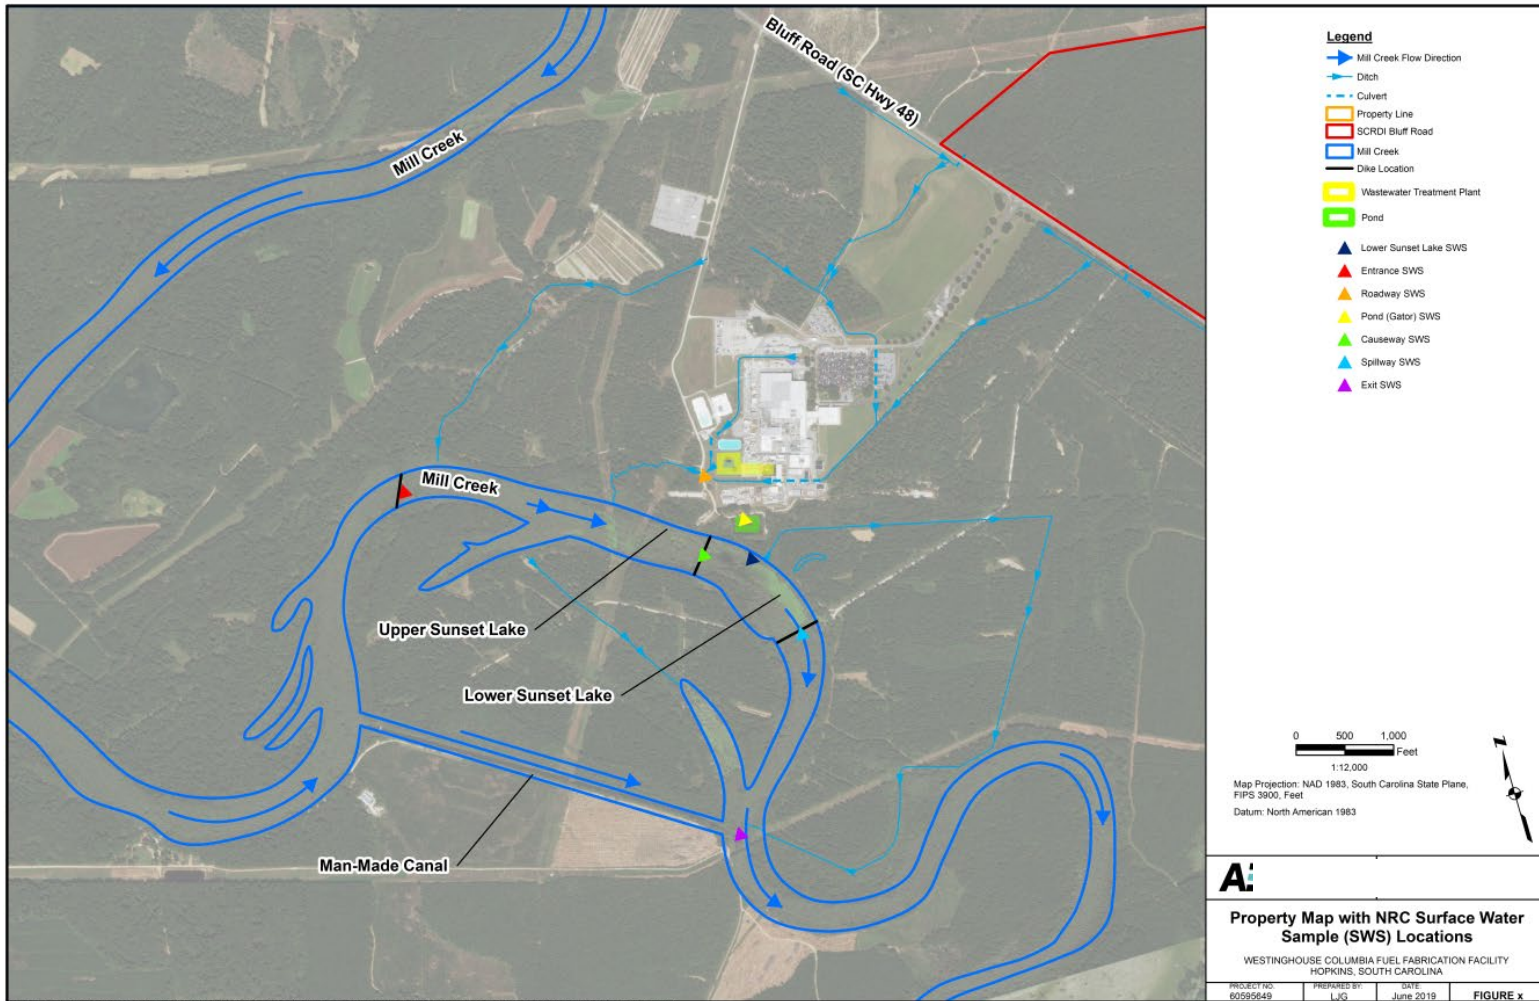 Bluff Road (SC Hwy 48)
Mill Creek
Mill Creek
Upper Sunset Lake
Lower Sunset Lake
Man-Made Canal
Legend
Mill Creek Flow Direction
Ditch
Culvert
Property Line
SCRDI Bluff Road
Mill Creek
Dike Location
Wastewater Treatment Plant
Pond
Lower Sunset Lake SWS
Entrance SWS
Roadway SWS
Pond (Gator) SWS
Causeway SWS
Spillway SWS
Exit SWS
0 500 1,000
Feet
1:12,000
Map Projection: NAD 1983, South Carolina State Plane,
FIPS 3900, Feet
Datum: North American 1983
Z
A
Property Map with NRC Surface Water
Sample (SWS) Locations
WESTINGHOUSE COLUMBIA FUEL FABRICATION FACILITY
HOPKINS, SOUTH CAROLINA
PROJECT NO. PREPARED BY: DATE:
60595649 LJG June 2019 FIGURE x